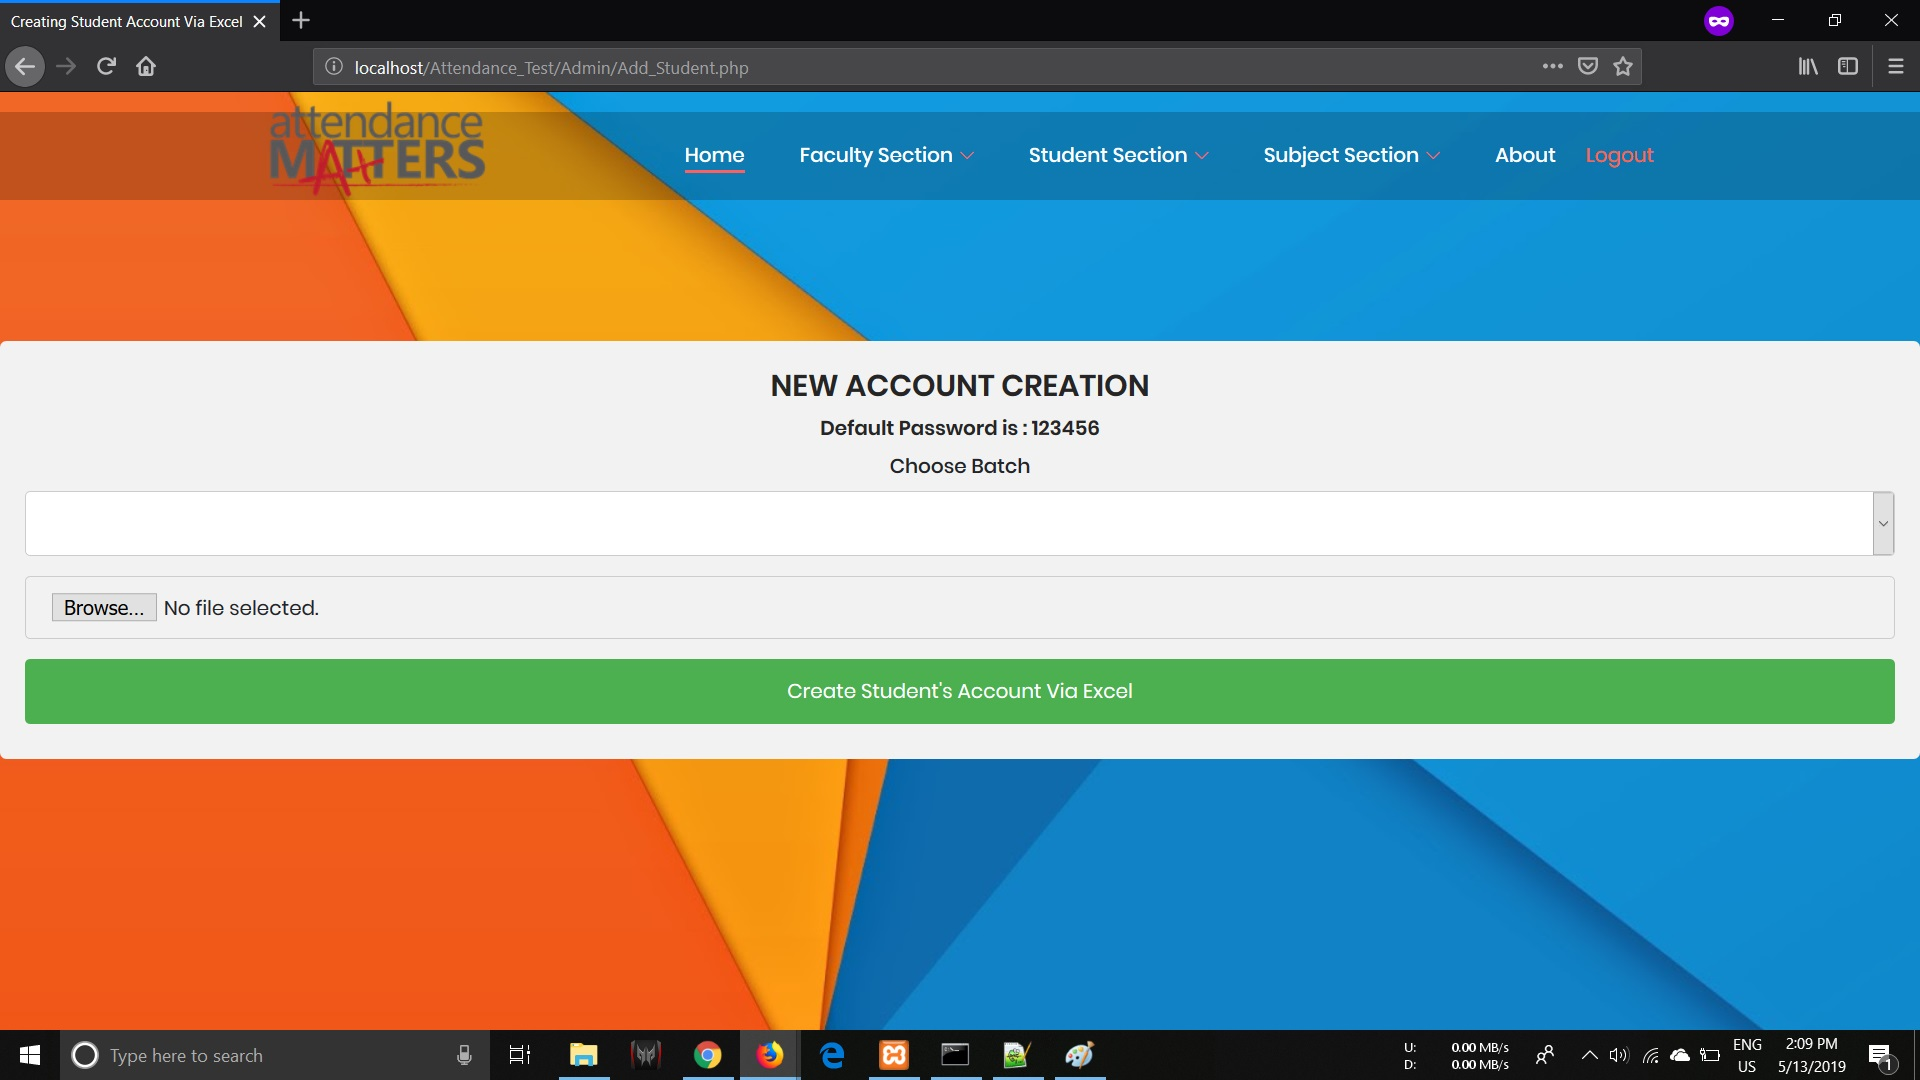 Creating Student Account Via Excel
localhost/Attendance_Test/Admin/Add_Student.php
attendance
MATTERS
Home Faculty Section Student Section Subject Section About Logout
NEW ACCOUNT CREATION
Default Password is : 123456
Choose Batch
Browse... No file selected.
Create Student's Account Via Excel
Type here to search
U: 0.00 MB/s
D: 0.00 MB/s
ENG
US
2:09 PM
5/13/2019
1